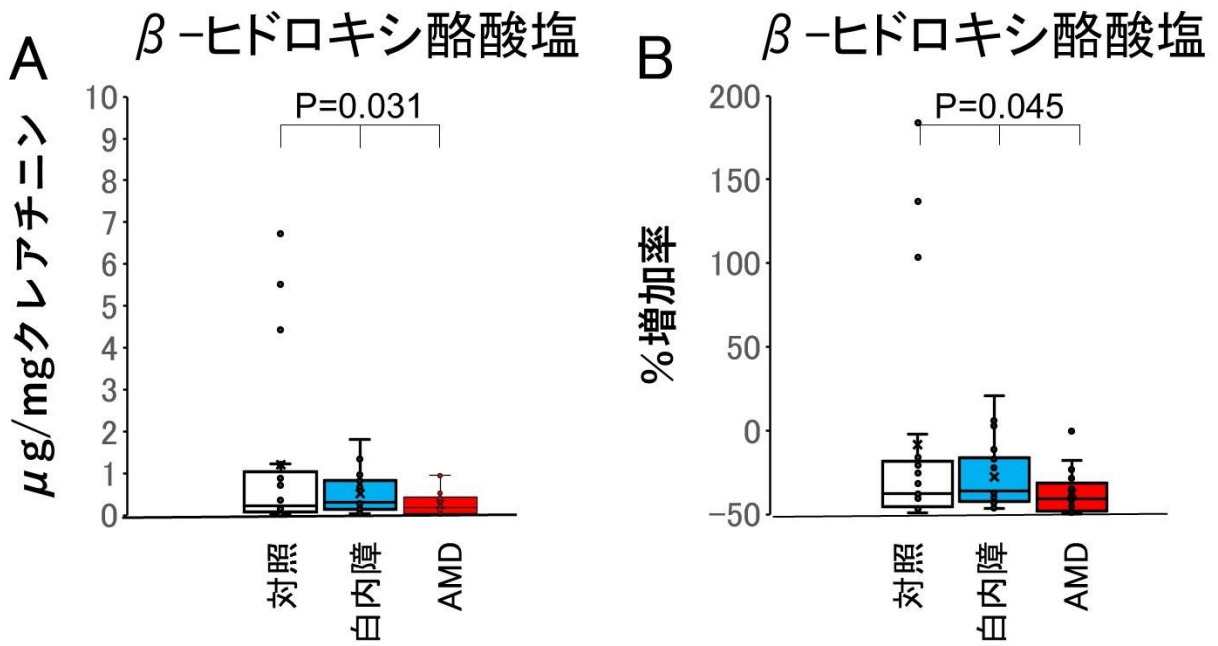 A
β-ヒドロキシ酪酸塩
P=0.031
μg/mgクレアチニン
10
9
8
7
6
5
4
3
2
1
0
対照
白内障
AMD
B
β-ヒドロキシ酪酸塩
P=0.045
%増加率
200
150
100
50
0
−50
対照
白内障
AMD